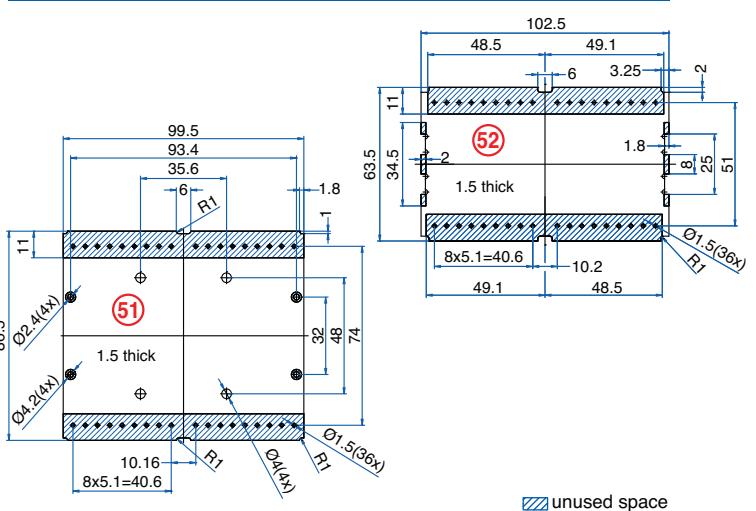 102.5
48.5
49.1
6
3.25
2
11
63.5
34.5
2
52
1.5 thick
1.8
8
25
51
8x5.1=40.6
10.2
Ø1.5(36x)
R1
49.1
48.5
99.5
93.4
35.6
6
R1
1.8
1
11
51
1.5 thick
Ø2.4(4x)
Ø4.2(4x)
32
48
74
10.16
8x5.1=40.6
R1
Ø4(4x)
R1
Ø1.5(36x)
unused space